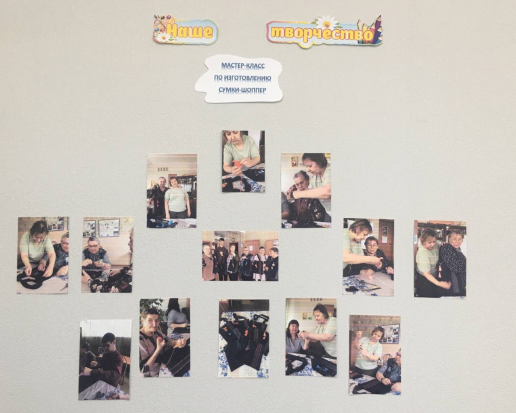 Наше творчество
МАСТЕР-КЛАСС
ПО ИЗГОТОВЛЕНИЮ
СУМКИ-ШОППЕР